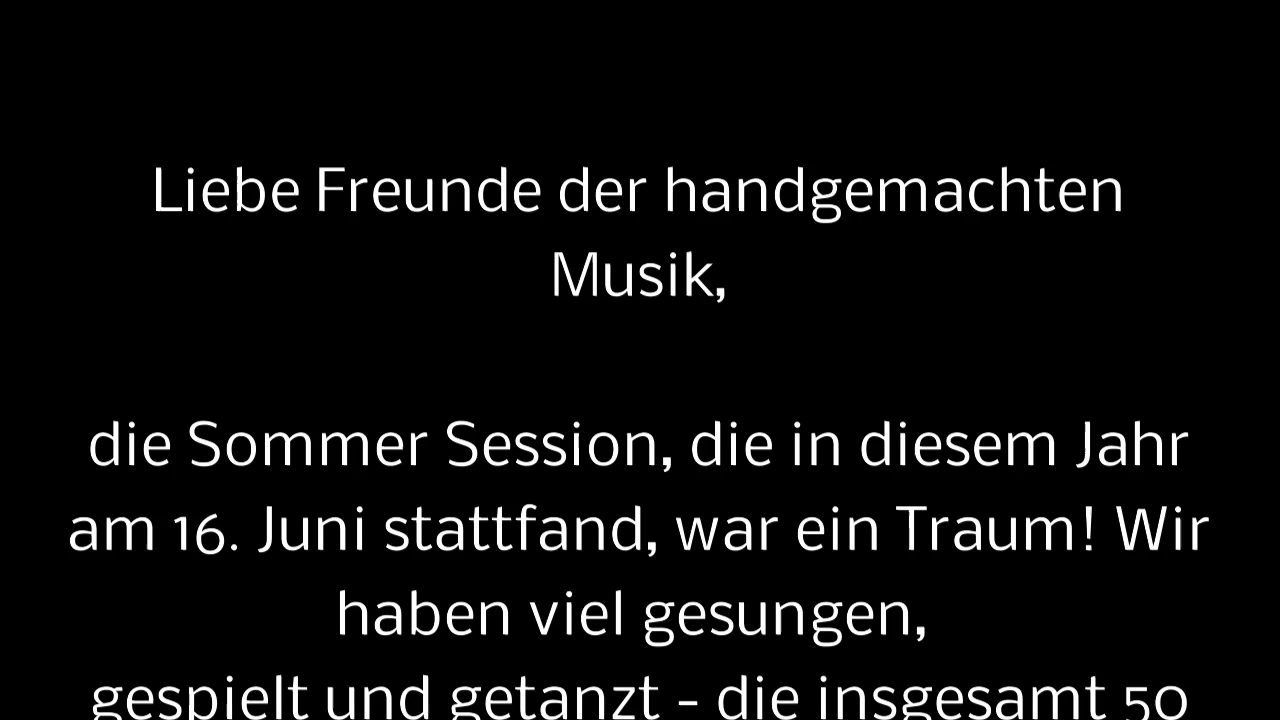 Liebe Freunde der handgemachten
Musik,
die Sommer Session, die in diesem Jahr
am 16. Juni stattfand, war ein Traum! Wir
haben viel gesungen,
gespielt und getanzt - die insgesamt 50